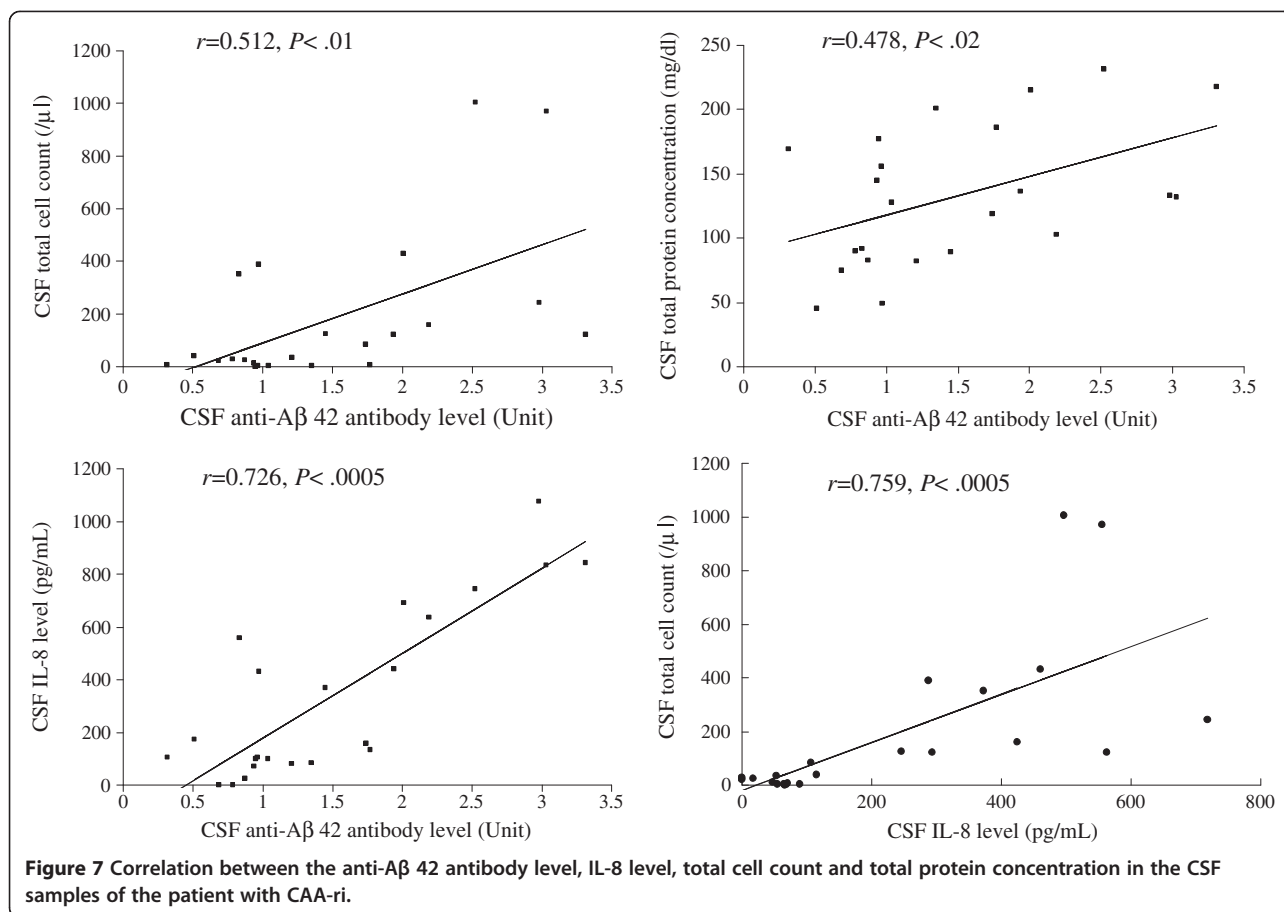 r=0.512, P< .01
CSF total cell count (/µl)
1200
1000
800
600
400
200
0
0 0.5 1 1.5 2 2.5 3 3.5
CSF anti-Aβ 42 antibody level (Unit)
r=0.478, P< .02
CSF total protein concentration (mg/dl)
250
200
150
100
50
0
0 0.5 1 1.5 2 2.5 3 3.5
CSF anti-Aβ 42 antibody level (Unit)
r=0.726, P< .0005
CSF IL-8 level (pg/mL)
1200
1000
800
600
400
200
0
0 0.5 1 1.5 2 2.5 3 3.5
CSF anti-Aβ 42 antibody level (Unit)
r=0.759, P< .0005
CSF total cell count (/µl)
1200
1000
800
600
400
200
0
0 200 400 600 800
CSF IL-8 level (pg/mL)
Figure 7 Correlation between the anti-Aβ 42 antibody level, IL-8 level, total cell count and total protein concentration in the CSF
samples of the patient with CAA-ri.